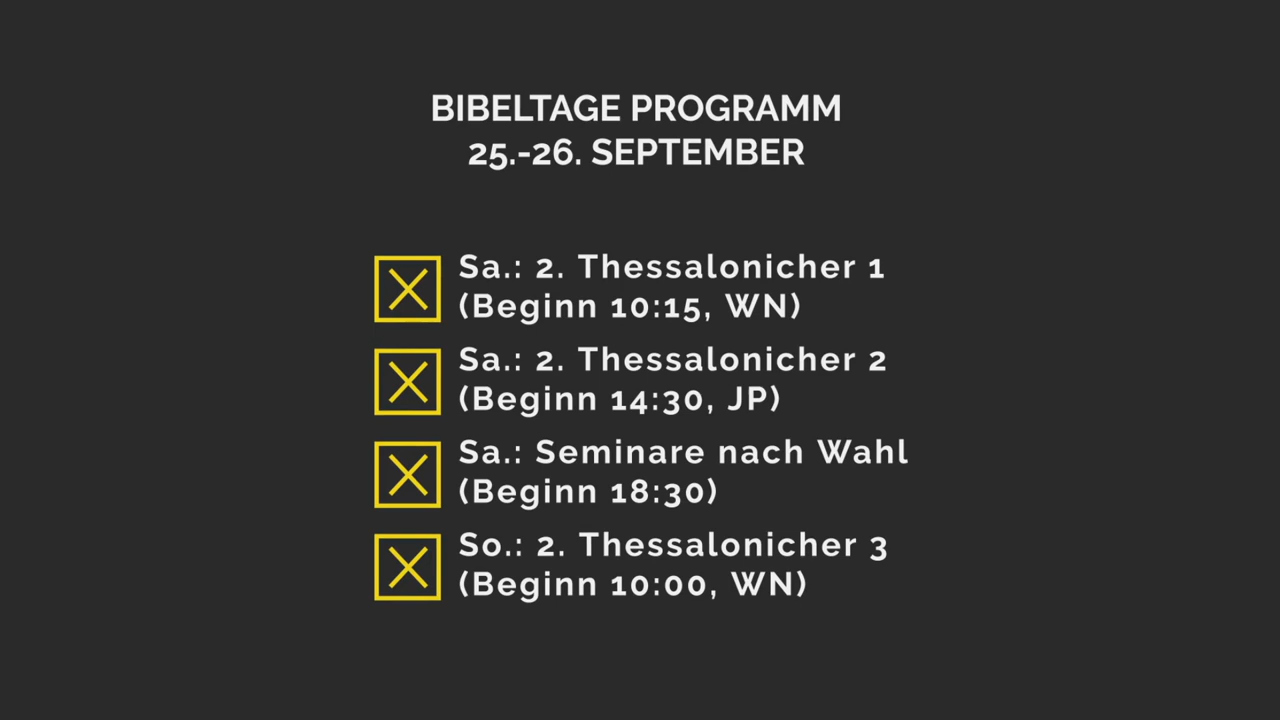 BIBELTAGE PROGRAMM
25.-26. SEPTEMBER
Sa.: 2. Thessalonicher 1
(Beginn 10:15, WN)
Sa.: 2. Thessalonicher 2
(Beginn 14:30, JP)
Sa.: Seminare nach Wahl
(Beginn 18:30)
So.: 2. Thessalonicher 3
(Beginn 10:00, WN)